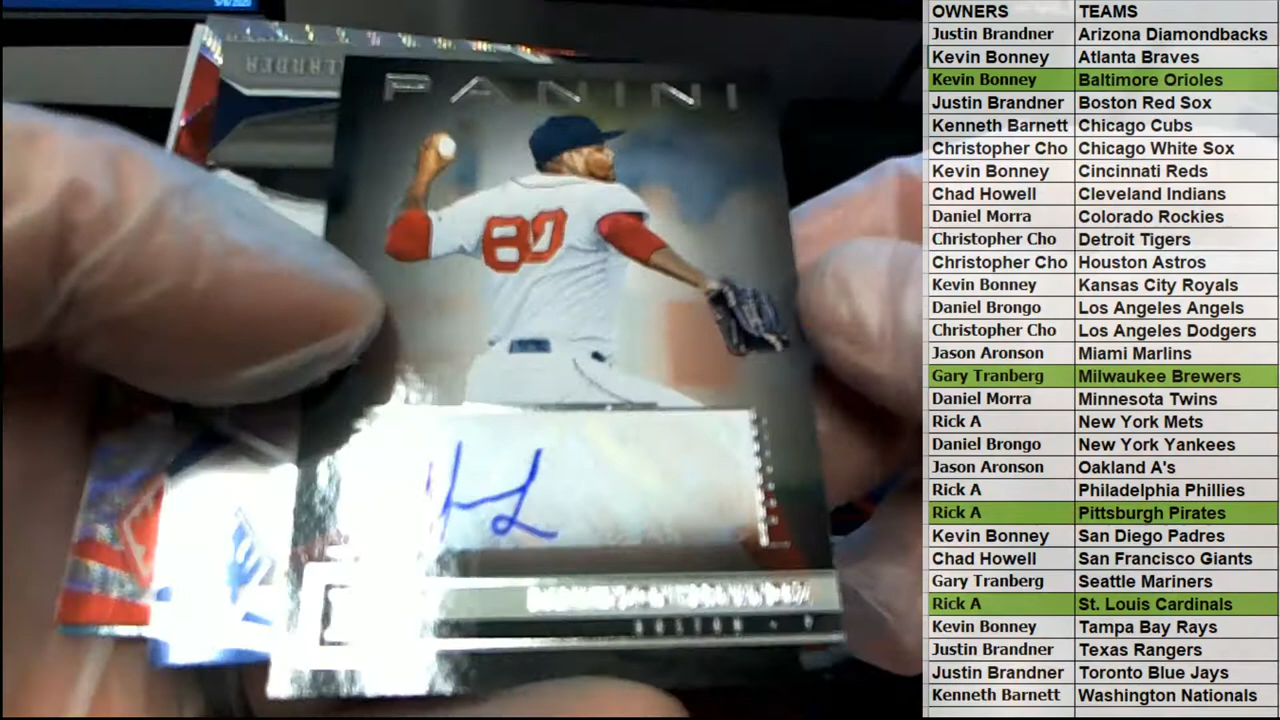 5/6/2020
PANINI
80
BOSTON - P
OWNERS TEAMS
Justin Brandner Arizona Diamondbacks
Kevin Bonney Atlanta Braves
Kevin Bonney Baltimore Orioles
Justin Brandner Boston Red Sox
Kenneth Barnett Chicago Cubs
Christopher Cho Chicago White Sox
Kevin Bonney Cincinnati Reds
Chad Howell Cleveland Indians
Daniel Morra Colorado Rockies
Christopher Cho Detroit Tigers
Christopher Cho Houston Astros
Kevin Bonney Kansas City Royals
Daniel Brongo Los Angeles Angels
Christopher Cho Los Angeles Dodgers
Jason Aronson Miami Marlins
Gary Tranberg Milwaukee Brewers
Daniel Morra Minnesota Twins
Rick A New York Mets
Daniel Brongo New York Yankees
Jason Aronson Oakland A's
Rick A Philadelphia Phillies
Rick A Pittsburgh Pirates
Kevin Bonney San Diego Padres
Chad Howell San Francisco Giants
Gary Tranberg Seattle Mariners
Rick A St. Louis Cardinals
Kevin Bonney Tampa Bay Rays
Justin Brandner Texas Rangers
Justin Brandner Toronto Blue Jays
Kenneth Barnett Washington Nationals